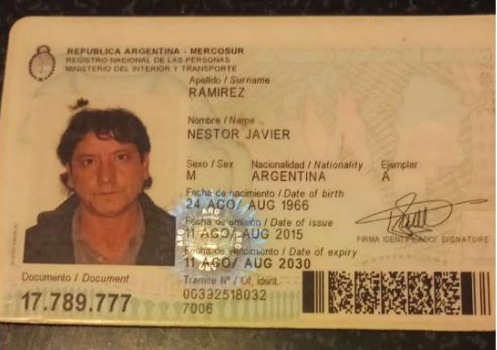 REPUBLICA ARGENTINA - MERCOSUR
REGISTRO NACIONAL DE LAS PERSONAS
MINISTERIO DEL INTERIOR Y TRANSPORTE
Apellido / Surname
RAMIREZ
Nombre / Name
NESTOR JAVIER
Sexo / Sex Nacionalidad / Nationality Ejemplar
M ARGENTINA A
Fecha de nacimiento / Date of birth
24 AGO/ AUG 1966
Fecha de emisión / Date of issue
11 AGO/ AUG 2015
FIRMA IDENTIFICADO/ SIGNATURE
Fecha de vencimiento / Date of expiry
11 AGO/ AUG 2030
Documento / Document Tramite Nº / Of. ident.
17.789.777 00392518032
7006